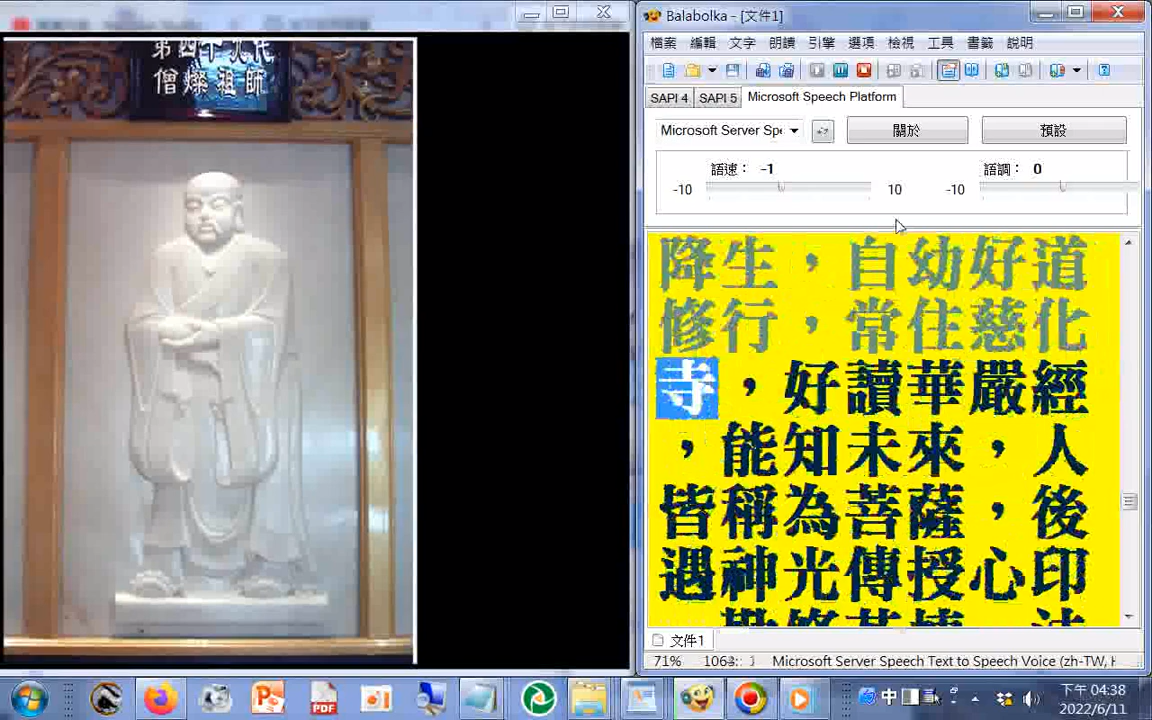 第四十九代
僧燦祖師
Balabolka - [文件1]
檔案 編輯 文字 朗讀 引擎 選項 檢視 工具 書籤 說明
SAPI 4 SAPI 5 Microsoft Speech Platform
Microsoft Server Spe 關於 預設
語速： -1 語調： 0
-10 10 -10
降生，自幼好道
修行，常住慈化
寺，好讀華嚴經
，能知未來，人
皆稱為菩薩，後
遇神光傳授心印
文件1
71% Microsoft Server Speech Text to Speech Voice (zh-TW, H
中 下午 04:38
2022/6/11